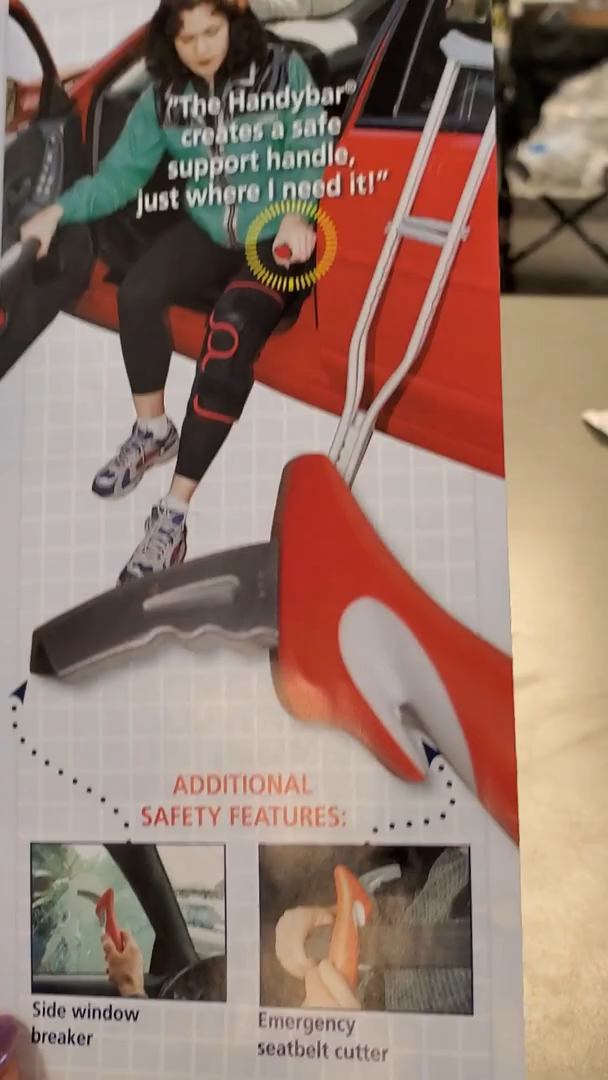 "The Handybar®
creates a safe
support handle,
just where I need it!"
ADDITIONAL
SAFETY FEATURES:
Side window
breaker
Emergency
seatbelt cutter